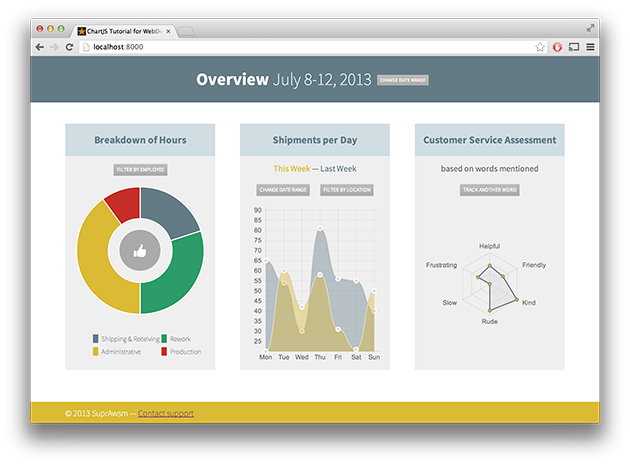 ChartJS Tutorial for WebDe
localhost:8000
Overview July 8-12, 2013 CHANGE DATE RANGE
Breakdown of Hours
FILTER BY EMPLOYEE
Shipping & Receiving
Rework
Administrative
Production
Shipments per Day
This Week — Last Week
CHANGE DATE RANGE
FILTER BY LOCATION
90
85
80
75
70
65
60
55
50
45
40
35
30
25
Mon Tue Wed Thu Fri Sat Sun
Customer Service Assessment
based on words mentioned
TRACK ANOTHER WORD
Helpful
Friendly
Kind
Rude
Slow
Frustrating
© 2013 SuprAwsm — Contact support